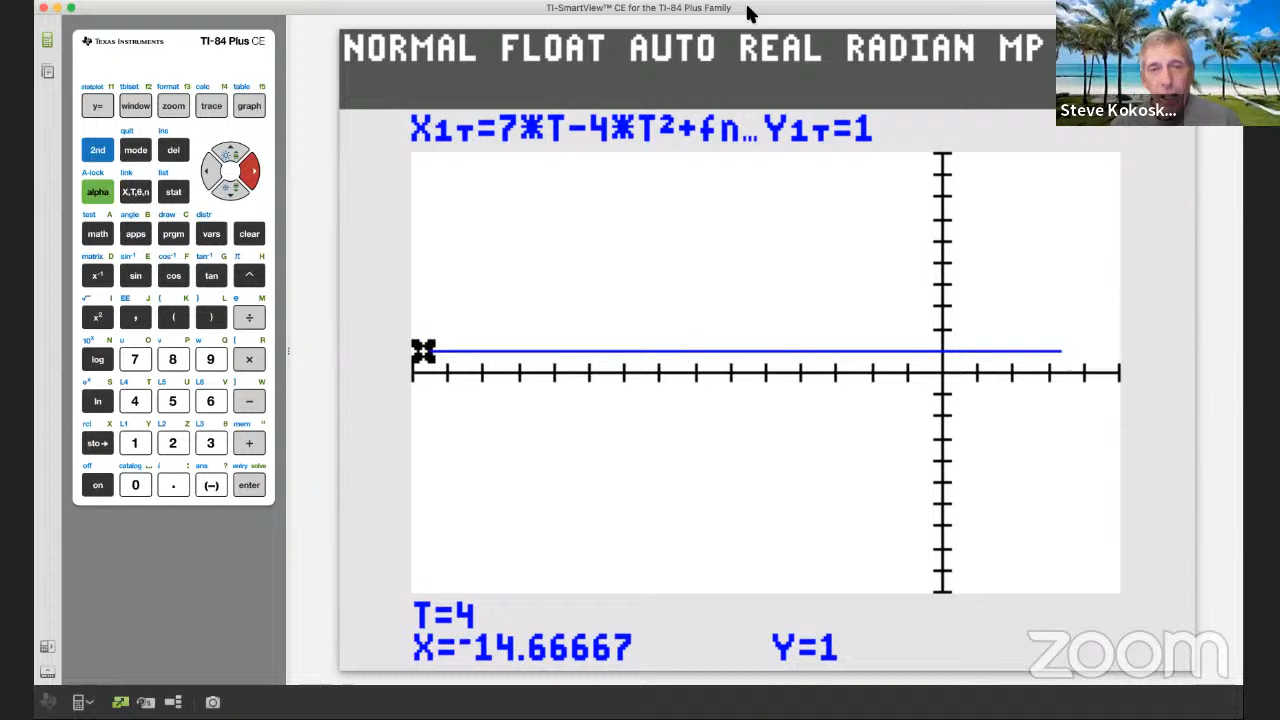 TI-SmartView™ CE for the TI-84 Plus Family
TEXAS INSTRUMENTS TI-84 Plus CE
NORMAL FLOAT AUTO REAL RADIAN MP
Steve Kokosk...
X₁ᴛ=7*T-4*T²+fn... Y₁ᴛ=1
statplot f1 tblset f2 format f3 calc f4 table f5
y= window zoom trace graph
quit ins
2nd mode del
A-lock link list
alpha X,T,θ,n stat
test A angle B draw C distr
math apps prgm vars clear
matrix D sin⁻¹ E cos⁻¹ F tan⁻¹ G π H
x⁻¹ sin cos tan ^
√ I EE J { K } L e M
x² , ( ) ÷
10ˣ N u O v P w Q [ R
log 7 8 9 ×
eˣ S L4 T L5 U L6 V ] W
ln 4 5 6 −
rcl X L1 Y L2 Z L3 θ mem "
sto→ 1 2 3 +
off catalog i : ans ? entry solve
on 0 . (−) enter
T=4
X=-14.66667 Y=1
zoom